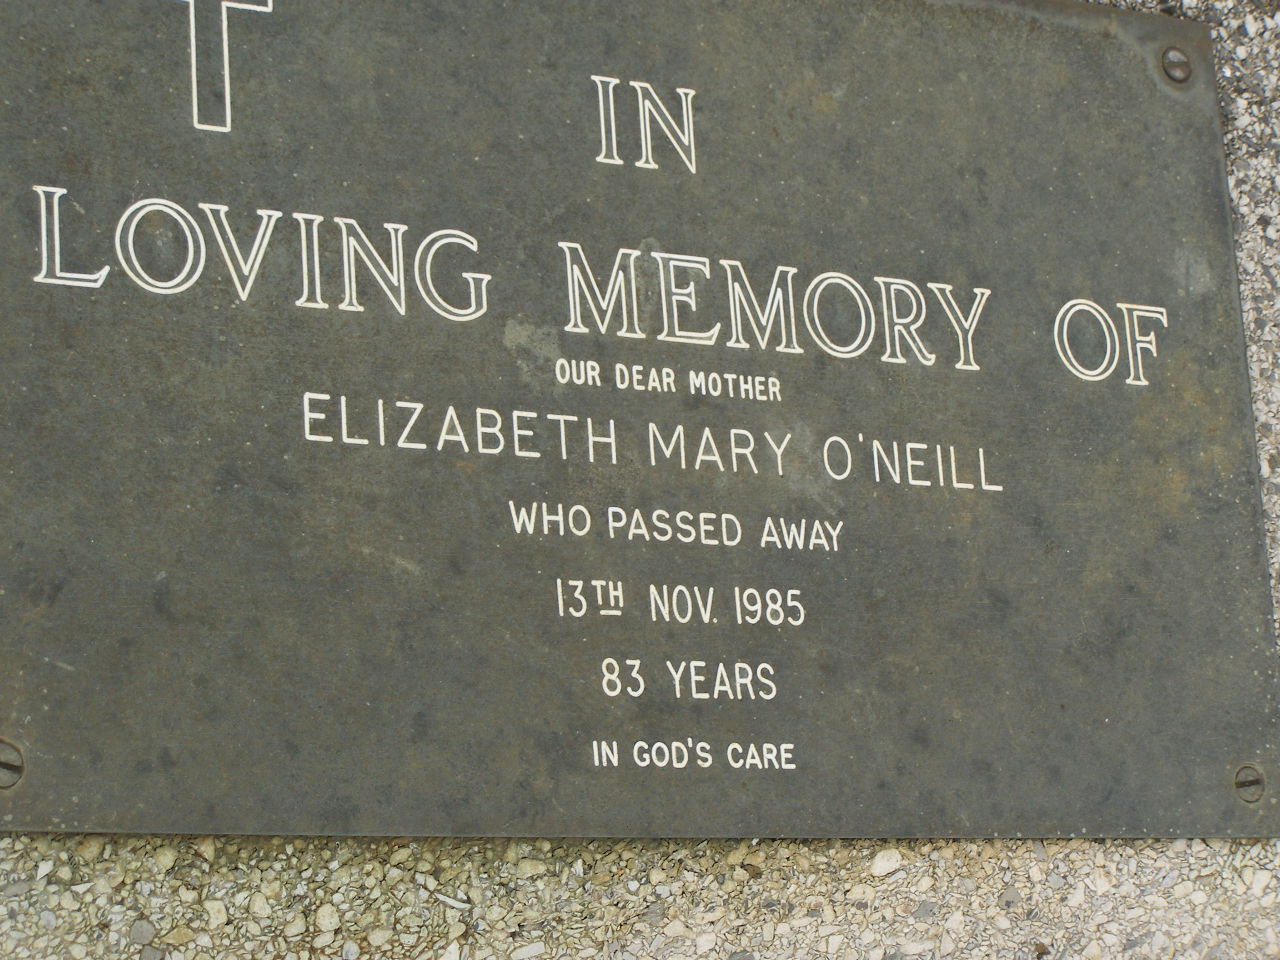 IN
LOVING MEMORY OF
OUR DEAR MOTHER
ELIZABETH MARY O'NEILL
WHO PASSED AWAY
13TH NOV. 1985
83 YEARS
IN GOD'S CARE